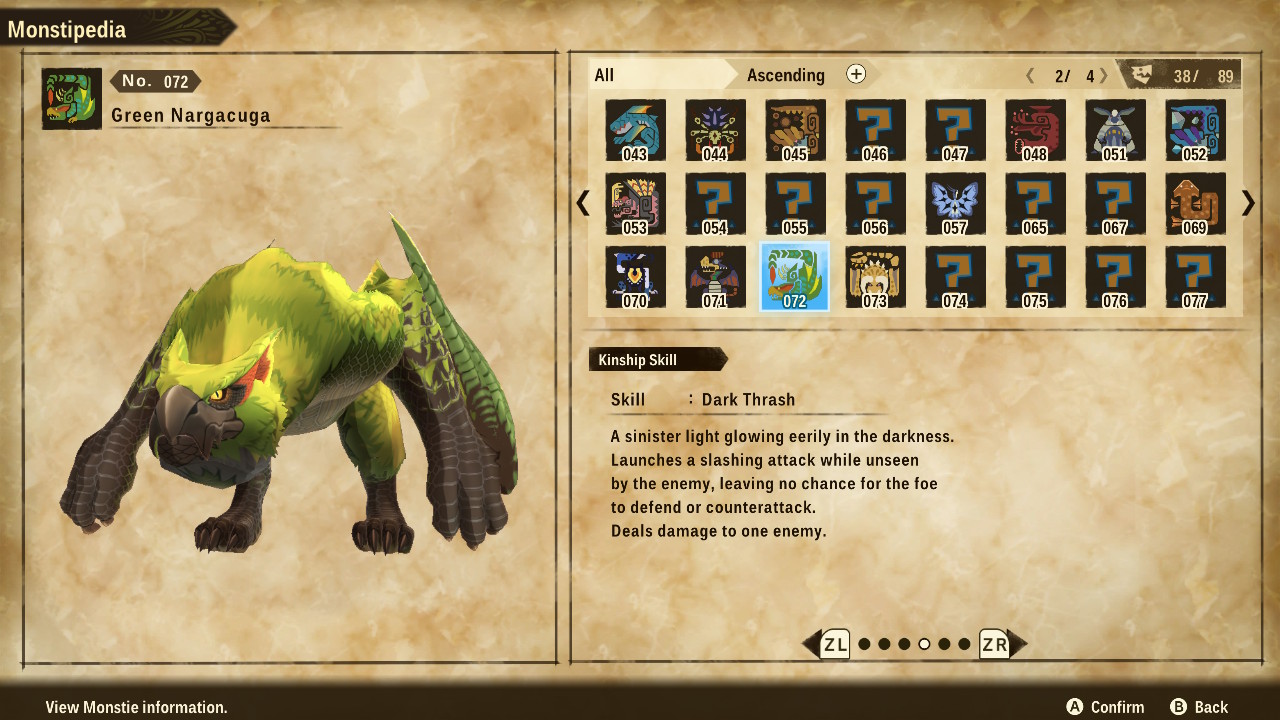 Monstipedia
No. 072
Green Nargacuga
All
Ascending
2/ 4
38/ 89
043 044 045 046 047 048 051 052
053 054 055 056 057 065 067 069
070 071 072 073 074 075 076 077
Kinship Skill
Skill : Dark Thrash
A sinister light glowing eerily in the darkness.
Launches a slashing attack while unseen
by the enemy, leaving no chance for the foe
to defend or counterattack.
Deals damage to one enemy.
ZL ZR
View Monstie information.
A Confirm B Back